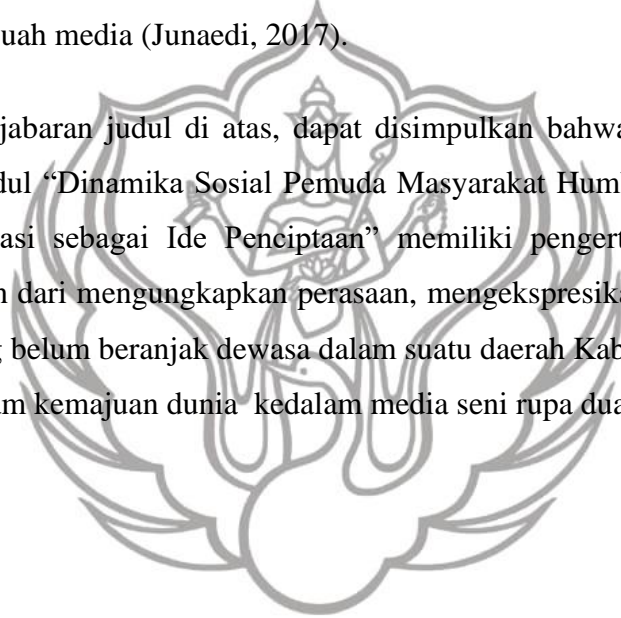 uah media (Junaedi, 2017).
jabaran judul di atas, dapat disimpulkan bahwa
dul “Dinamika Sosial Pemuda Masyarakat Humb
asi sebagai Ide Penciptaan” memiliki pengert
n dari mengungkapkan perasaan, mengekspresika
g belum beranjak dewasa dalam suatu daerah Kab
um kemajuan dunia kedalam media seni rupa dua